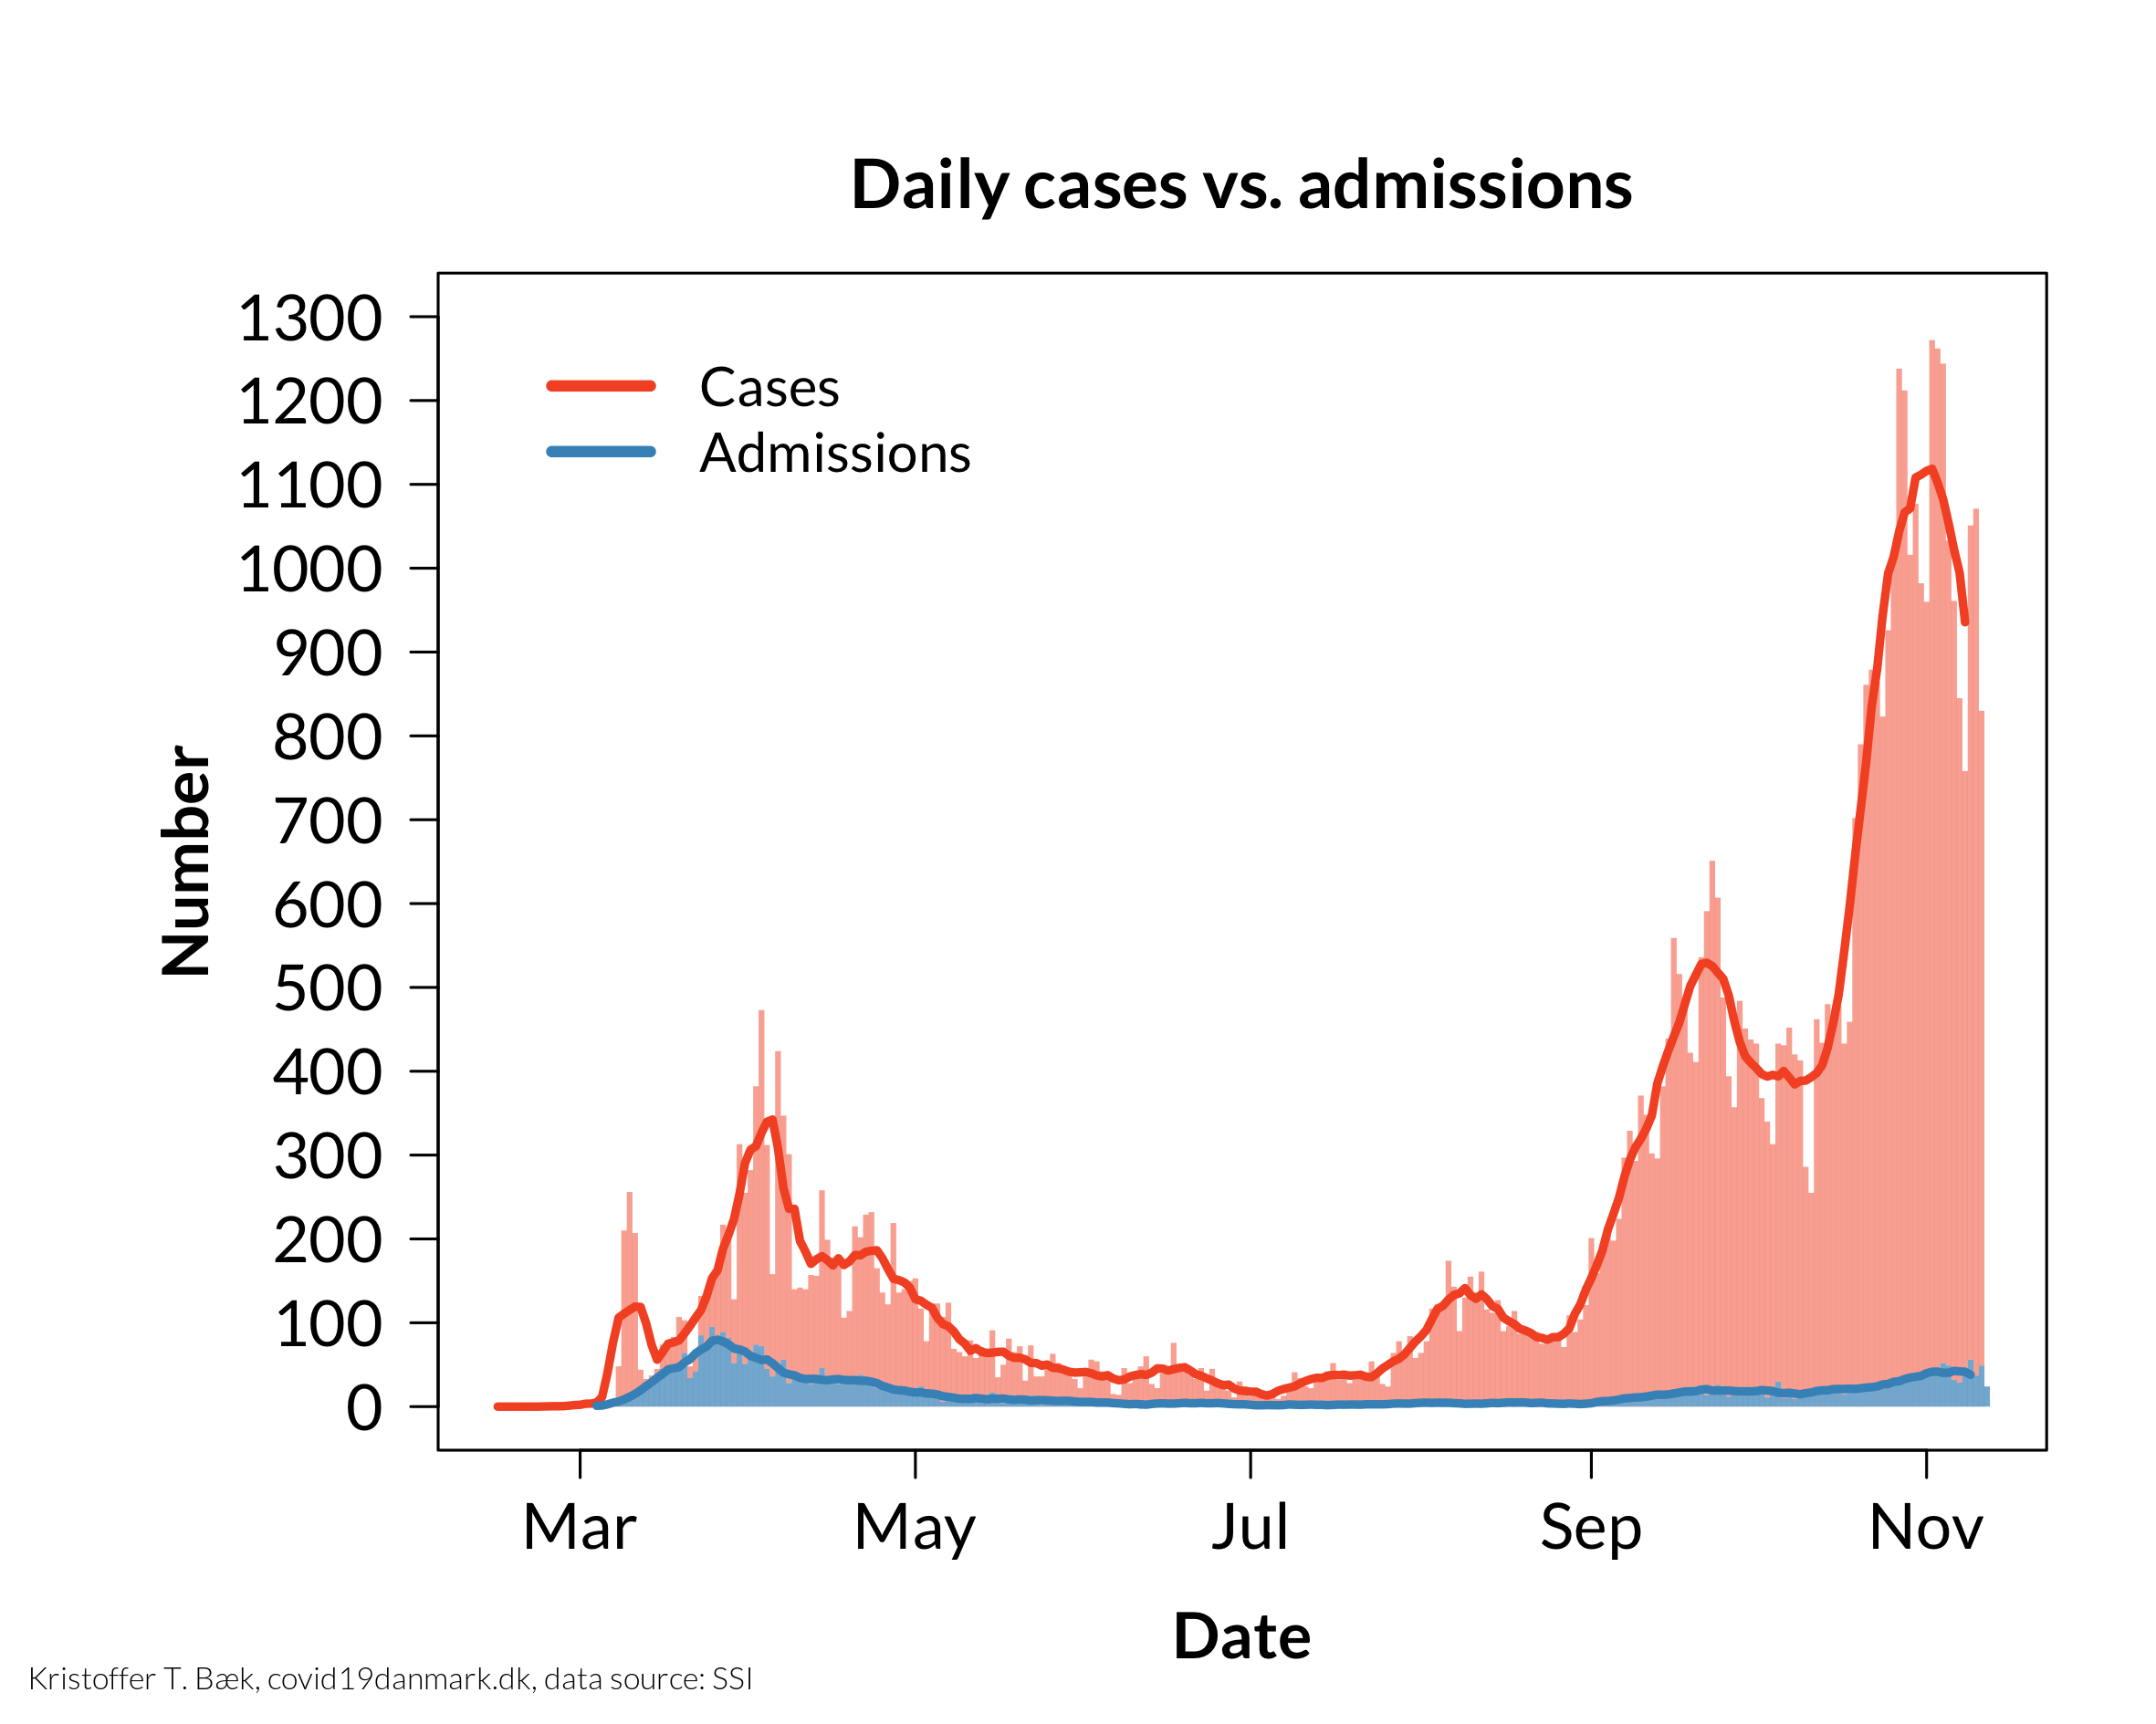 Daily cases vs. admissions
Cases
Admissions
1300
1200
1100
1000
900
800
700
600
500
400
300
200
100
0
Number
Mar May Jul Sep Nov
Date
Kristoffer T. Bæk, covid19danmark.dk, data source: SSI